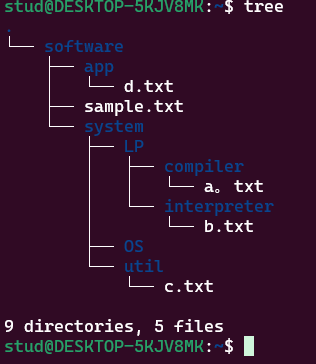 stud@DESKTOP-5KJV8MK:~$ tree
.
└── software
    ├── app
    │   └── d.txt
    ├── sample.txt
    └── system
        ├── LP
        │   ├── compiler
        │   │   └── a。txt
        │   └── interpreter
        │       └── b.txt
        ├── OS
        └── util
            └── c.txt

9 directories, 5 files
stud@DESKTOP-5KJV8MK:~$